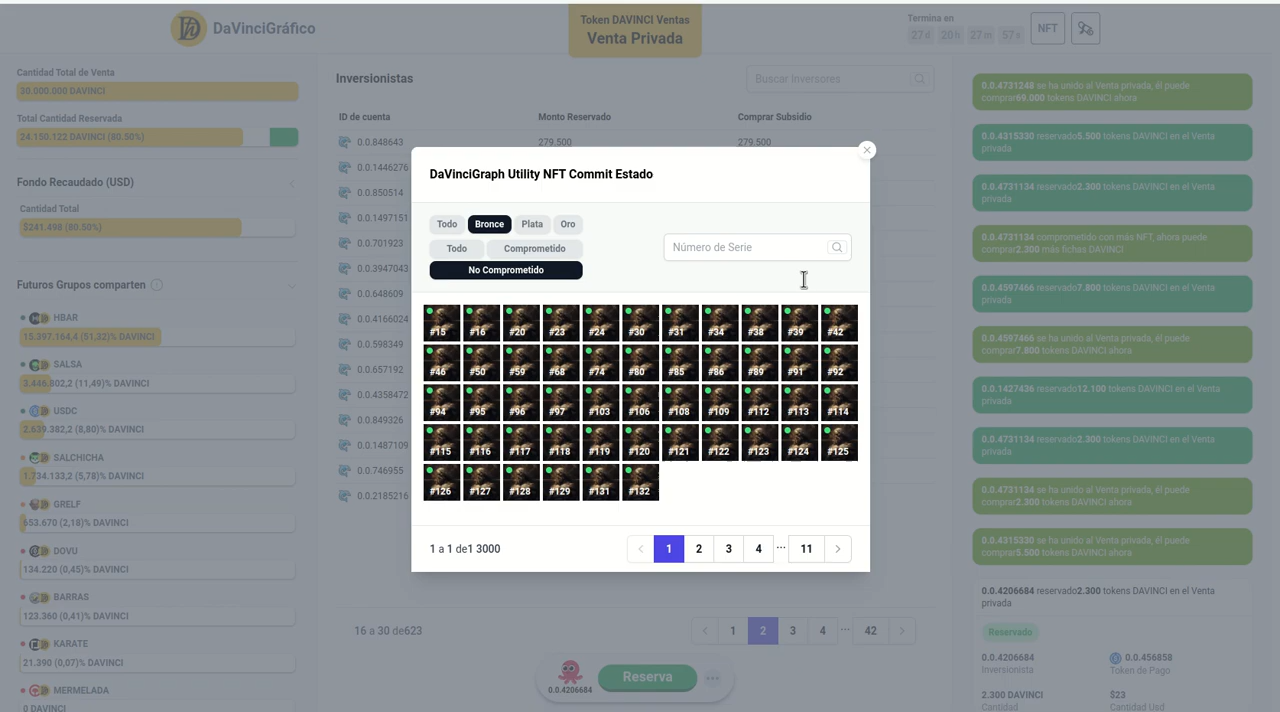 DaVinciGráfico
Token DAVINCI Ventas
Venta Privada
Termina en
27d 20h 27m 57s
NFT
Cantidad Total de Venta
30.000.000 DAVINCI
Total Cantidad Reservada
24.150.122 DAVINCI (80.50%)
Fondo Recaudado (USD)
Cantidad Total
$241.498 (80.50%)
Futuros Grupos comparten
HBAR
15.397.164,4 (51,32)% DAVINCI
SALSA
3.446.802,2 (11,49)% DAVINCI
USDC
2.639.382,2 (8,80)% DAVINCI
SALCHICHA
1.734.133,2 (5,78)% DAVINCI
GRELF
653.670 (2,18)% DAVINCI
DOVU
134.220 (0,45)% DAVINCI
BARRAS
123.360 (0,41)% DAVINCI
KARATE
21.390 (0,07)% DAVINCI
MERMELADA
0 DAVINCI
Inversionistas
Buscar Inversores
ID de cuenta Monto Reservado Comprar Subsidio
0.0.848643 279.500 279.500
0.0.1446276
0.0.850514
0.0.1497151
0.0.701923
0.0.3947043
0.0.648609
0.0.4166024
0.0.598349
0.0.657192
0.0.4358472
0.0.849326
0.0.1487109
0.0.746955
0.0.2185216
16 a 30 de623
1 2 3 4 ... 42
0.0.4206684
Reserva
DaVinciGraph Utility NFT Commit Estado
Todo Bronce Plata Oro
Todo Comprometido
No Comprometido
Número de Serie
#15 #16 #20 #23 #24 #30 #31 #34 #38 #39 #42
#46 #50 #59 #68 #74 #80 #85 #86 #89 #91 #92
#94 #95 #96 #97 #103 #106 #108 #109 #112 #113 #114
#115 #116 #117 #118 #119 #120 #121 #122 #123 #124 #125
#126 #127 #128 #129 #131 #132
1 a 1 de1 3000
1 2 3 4 ... 11
0.0.4731248 se ha unido al Venta privada, él puede
comprar69.000 tokens DAVINCI ahora
0.0.4315330 reservado5.500 tokens DAVINCI en el Venta
privada
0.0.4731134 reservado2.300 tokens DAVINCI en el Venta
privada
0.0.4731134 comprometido con más NFT, ahora puede
comprar2.300 más fichas DAVINCI
0.0.4597466 reservado7.800 tokens DAVINCI en el Venta
privada
0.0.4597466 se ha unido al Venta privada, él puede
comprar7.800 tokens DAVINCI ahora
0.0.1427436 reservado12.100 tokens DAVINCI en el Venta
privada
0.0.4731134 reservado2.300 tokens DAVINCI en el Venta
privada
0.0.4731134 se ha unido al Venta privada, él puede
comprar2.300 tokens DAVINCI ahora
0.0.4315330 se ha unido al Venta privada, él puede
comprar5.500 tokens DAVINCI ahora
0.0.4206684 reservado2.300 tokens DAVINCI en el Venta
privada
Reservado
0.0.4206684 0.0.456858
Inversionista Token de Pago
2.300 DAVINCI $23
Cantidad Cantidad Usd